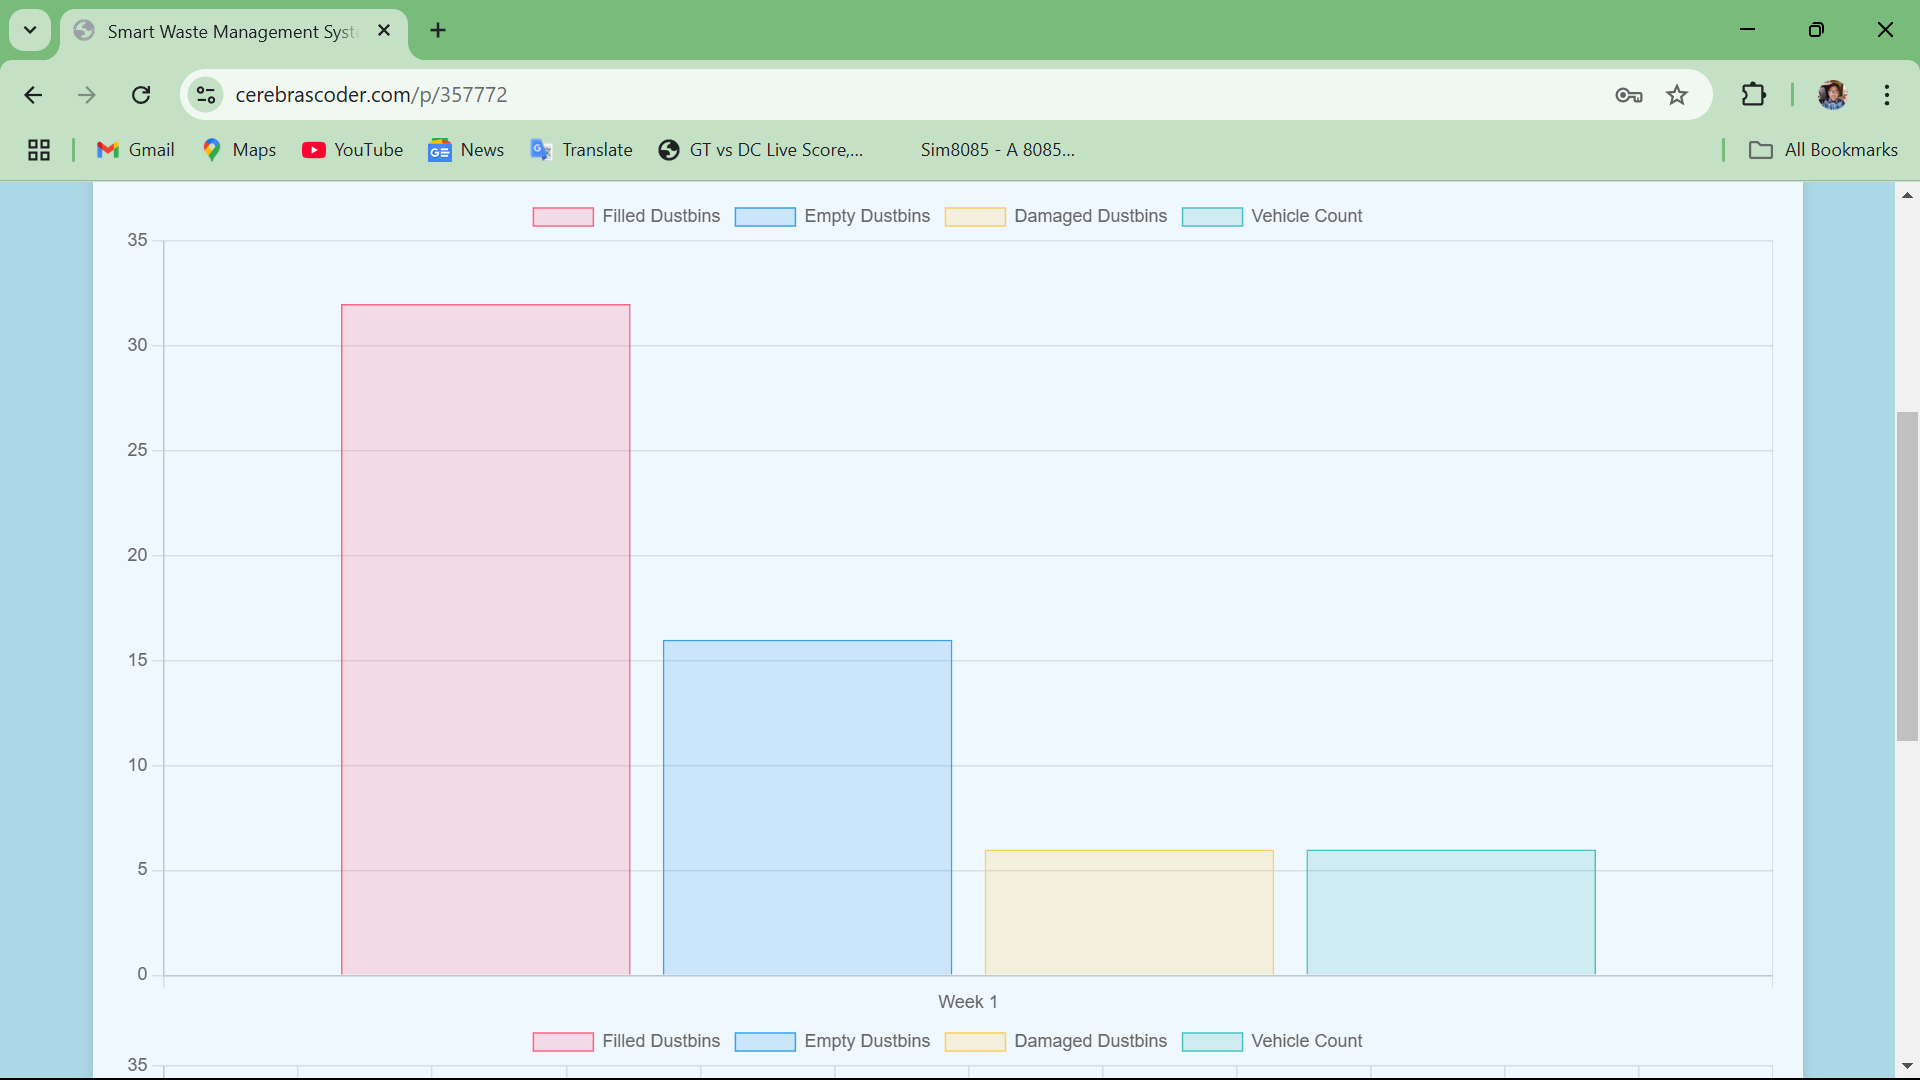 Smart Waste Management Syst
cerebrascoder.com/p/357772
Gmail Maps YouTube News Translate GT vs DC Live Score,... Sim8085 - A 8085... All Bookmarks
Filled Dustbins Empty Dustbins Damaged Dustbins Vehicle Count
35
30
25
20
15
10
5
0
Week 1
Filled Dustbins Empty Dustbins Damaged Dustbins Vehicle Count
35